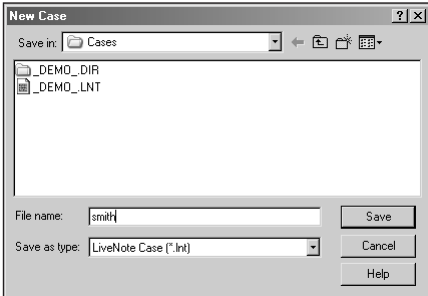 New Case
Save in: Cases
_DEMO_.DIR
_DEMO_.LNT
File name: smith Save
Save as type: LiveNote Case (*.lnt) Cancel
Help